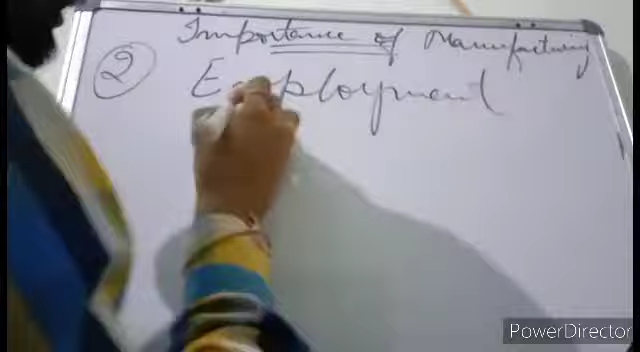 Importance of Manufacturing
② Employment
PowerDirector